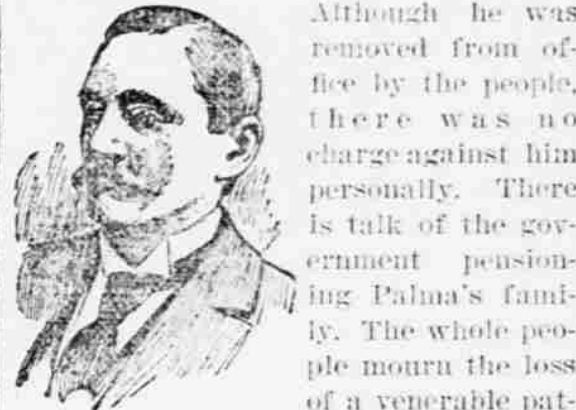 Although he was
removed from of-
fice by the people,
there was no
charge against him
personally. There
is talk of the gov-
ernment pension-
ing Palma's fami-
ly. The whole peo-
ple mourn the loss
of a venerable pat-